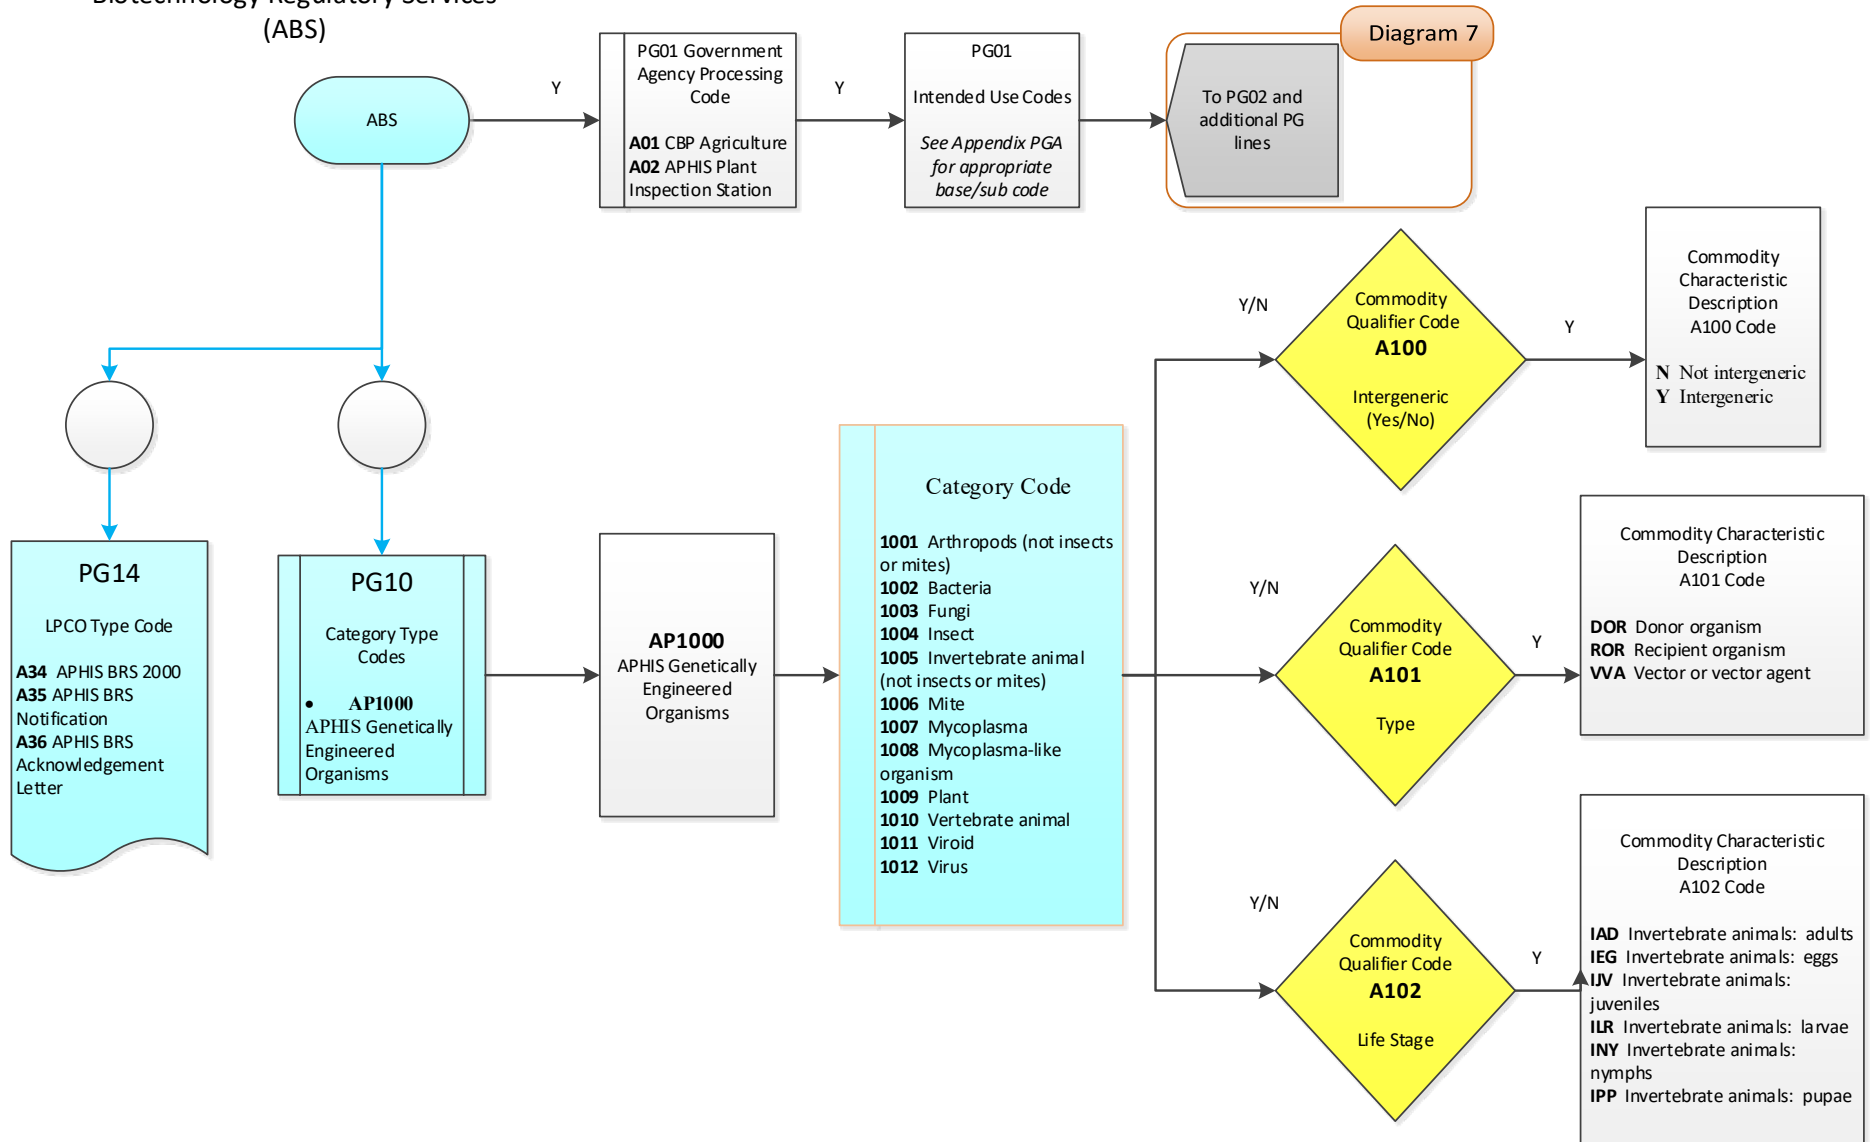 Biotechnology Regulatory Services
(ABS)
Diagram 7
ABS
Y
PG01 Government
Agency Processing
Code
A01 CBP Agriculture
A02 APHIS Plant
Inspection Station
Y
PG01
Intended Use Codes
See Appendix PGA
for appropriate
base/sub code
To PG02 and
additional PG
lines
PG14
LPCO Type Code
A34 APHIS BRS 2000
A35 APHIS BRS
Notification
A36 APHIS BRS
Acknowledgement
Letter
PG10
Category Type
Codes
• AP1000
APHIS Genetically
Engineered
Organisms
AP1000
APHIS Genetically
Engineered
Organisms
Category Code
1001 Arthropods (not insects
or mites)
1002 Bacteria
1003 Fungi
1004 Insect
1005 Invertebrate animal
(not insects or mites)
1006 Mite
1007 Mycoplasma
1008 Mycoplasma-like
organism
1009 Plant
1010 Vertebrate animal
1011 Viroid
1012 Virus
Y/N
Commodity
Qualifier Code
A100
Intergeneric
(Yes/No)
Y
Commodity
Characteristic
Description
A100 Code
N Not intergeneric
Y Intergeneric
Y/N
Commodity
Qualifier Code
A101
Type
Y
Commodity Characteristic
Description
A101 Code
DOR Donor organism
ROR Recipient organism
VVA Vector or vector agent
Y/N
Commodity
Qualifier Code
A102
Life Stage
Y
Commodity Characteristic
Description
A102 Code
IAD Invertebrate animals: adults
IEG Invertebrate animals: eggs
IJV Invertebrate animals:
juveniles
ILR Invertebrate animals: larvae
INY Invertebrate animals:
nymphs
IPP Invertebrate animals: pupae